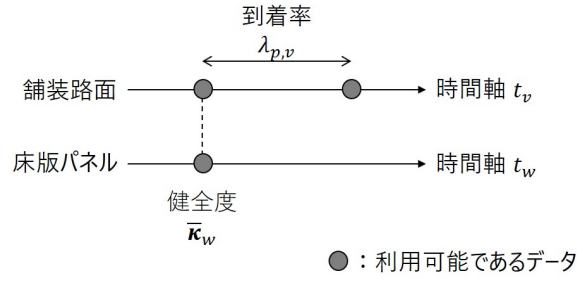 到着率
λ_{p,v}
舗装路面
時間軸 t_v
床版パネル
時間軸 t_w
健全度
κ̄_w
：利用可能であるデータ